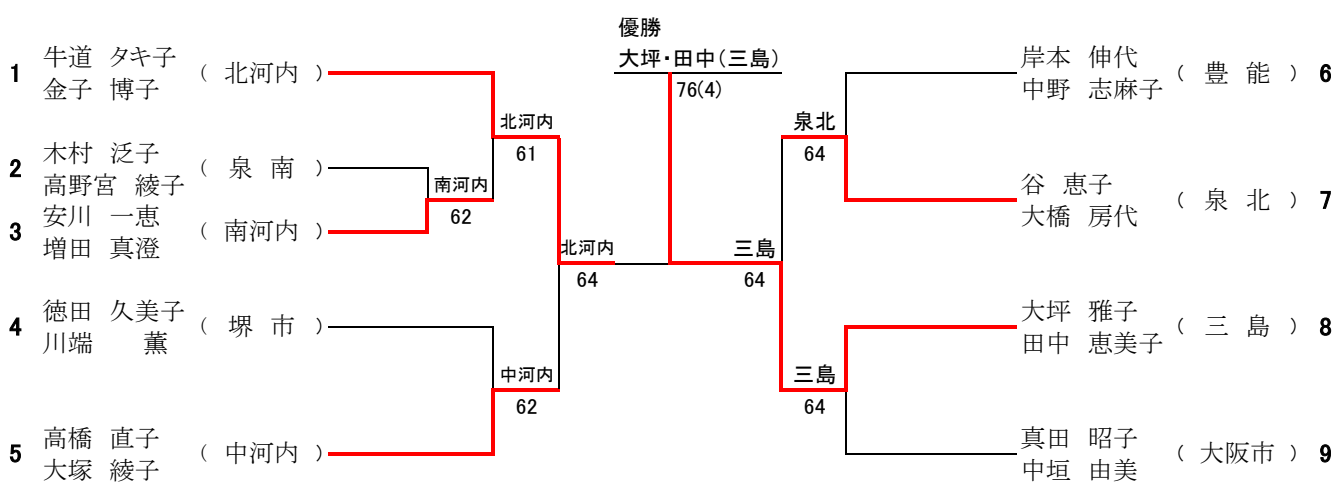 優勝
大坪・田中(三島)
76(4)
1 牛道 タキ子
金子 博子
( 北河内 )
2 木村 泛子
高野宮 綾子
( 泉 南 )
3 安川 一恵
増田 真澄
( 南河内 )
4 徳田 久美子
川端 薫
( 堺 市 )
5 高橋 直子
大塚 綾子
( 中河内 )
北河内
61
南河内
62
北河内
64
中河内
62
泉北
64
三島
64
三島
64
岸本 伸代
中野 志麻子
( 豊 能 ) 6
谷 恵子
大橋 房代
( 泉 北 ) 7
大坪 雅子
田中 恵美子
( 三 島 ) 8
真田 昭子
中垣 由美
( 大阪市 ) 9